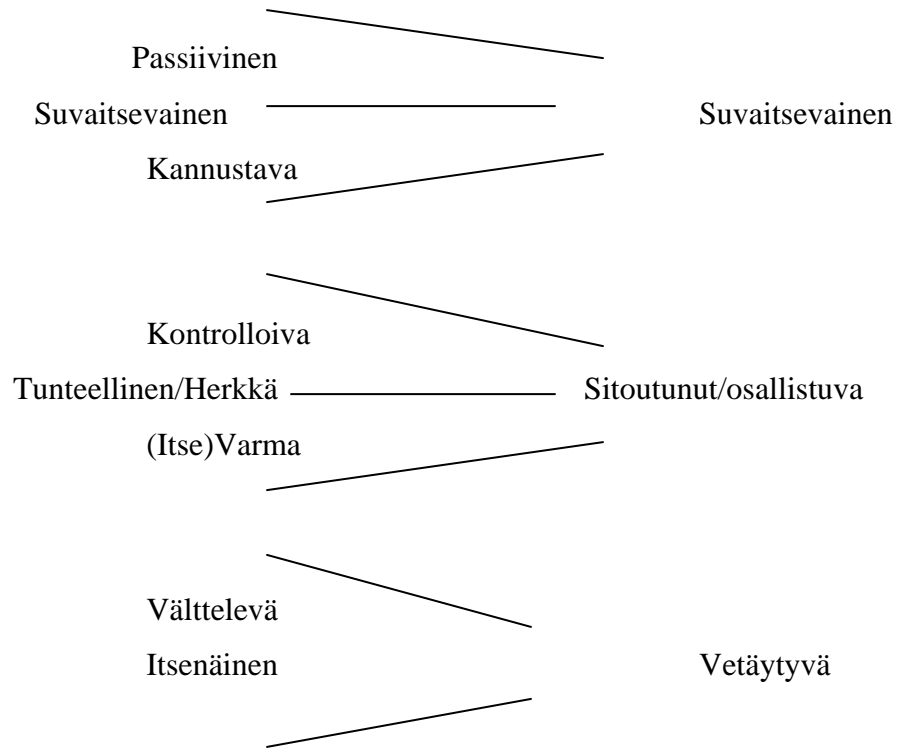 Passiivinen
Suvaitsevainen Suvaitsevainen
Kannustava
Kontrolloiva
Tunteellinen/Herkkä Sitoutunut/osallistuva
(Itse)Varma
Välttelevä
Itsenäinen Vetäytyvä